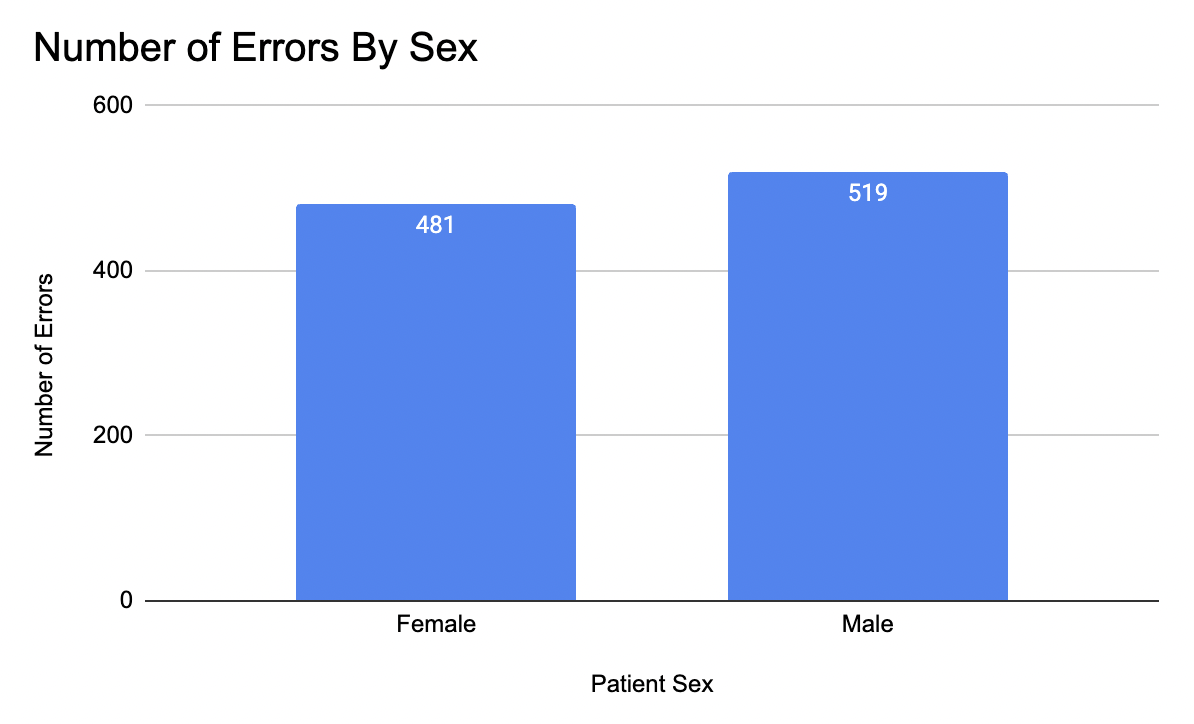 Number of Errors By Sex
600
400
200
0
Number of Errors
481
519
Female
Male
Patient Sex